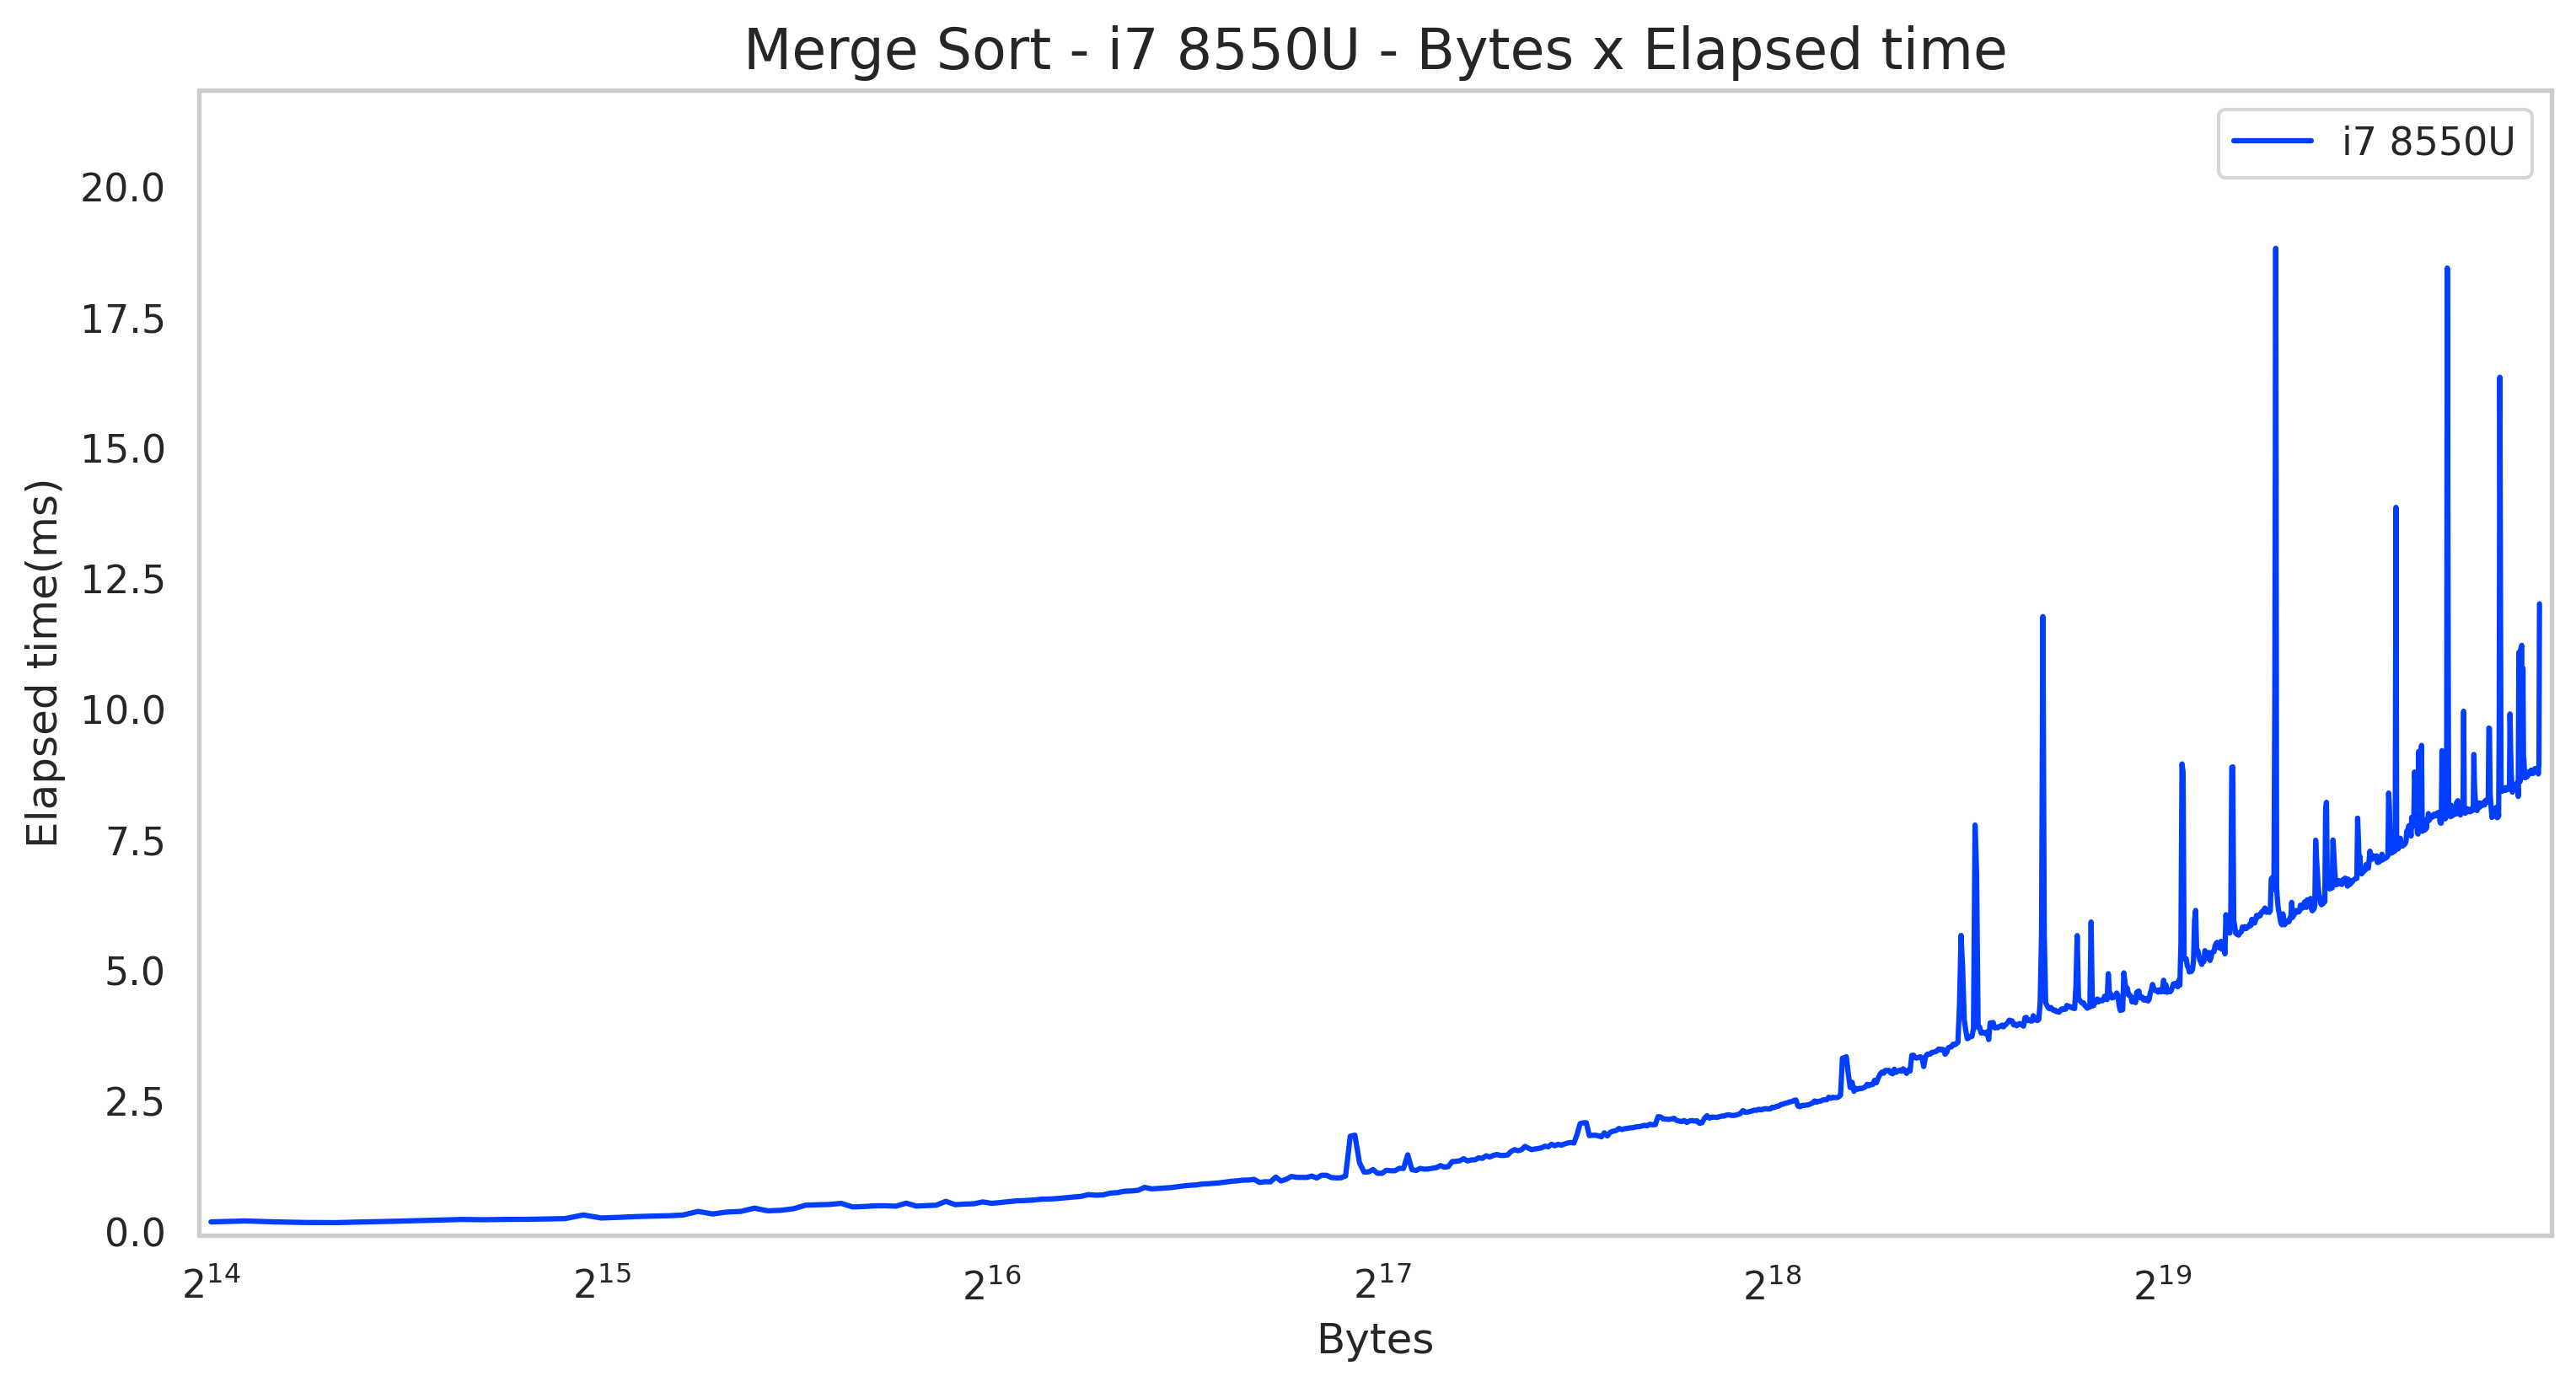 Merge Sort - i7 8550U - Bytes x Elapsed time
i7 8550U
20.0
17.5
15.0
12.5
10.0
7.5
5.0
2.5
0.0
Elapsed time(ms)
2^14 2^15 2^16 2^17 2^18 2^19
Bytes